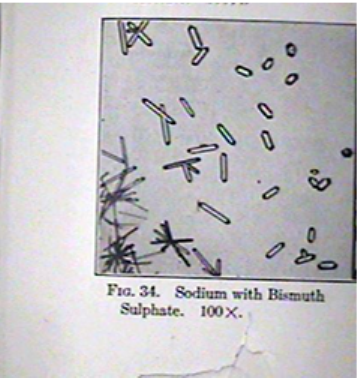 FIG. 34. Sodium with Bismuth
Sulphate. 100×.